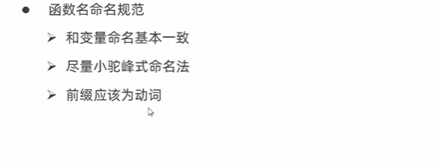 函数名命名规范
和变量命名基本一致
尽量小驼峰式命名法
前缀应该为动词